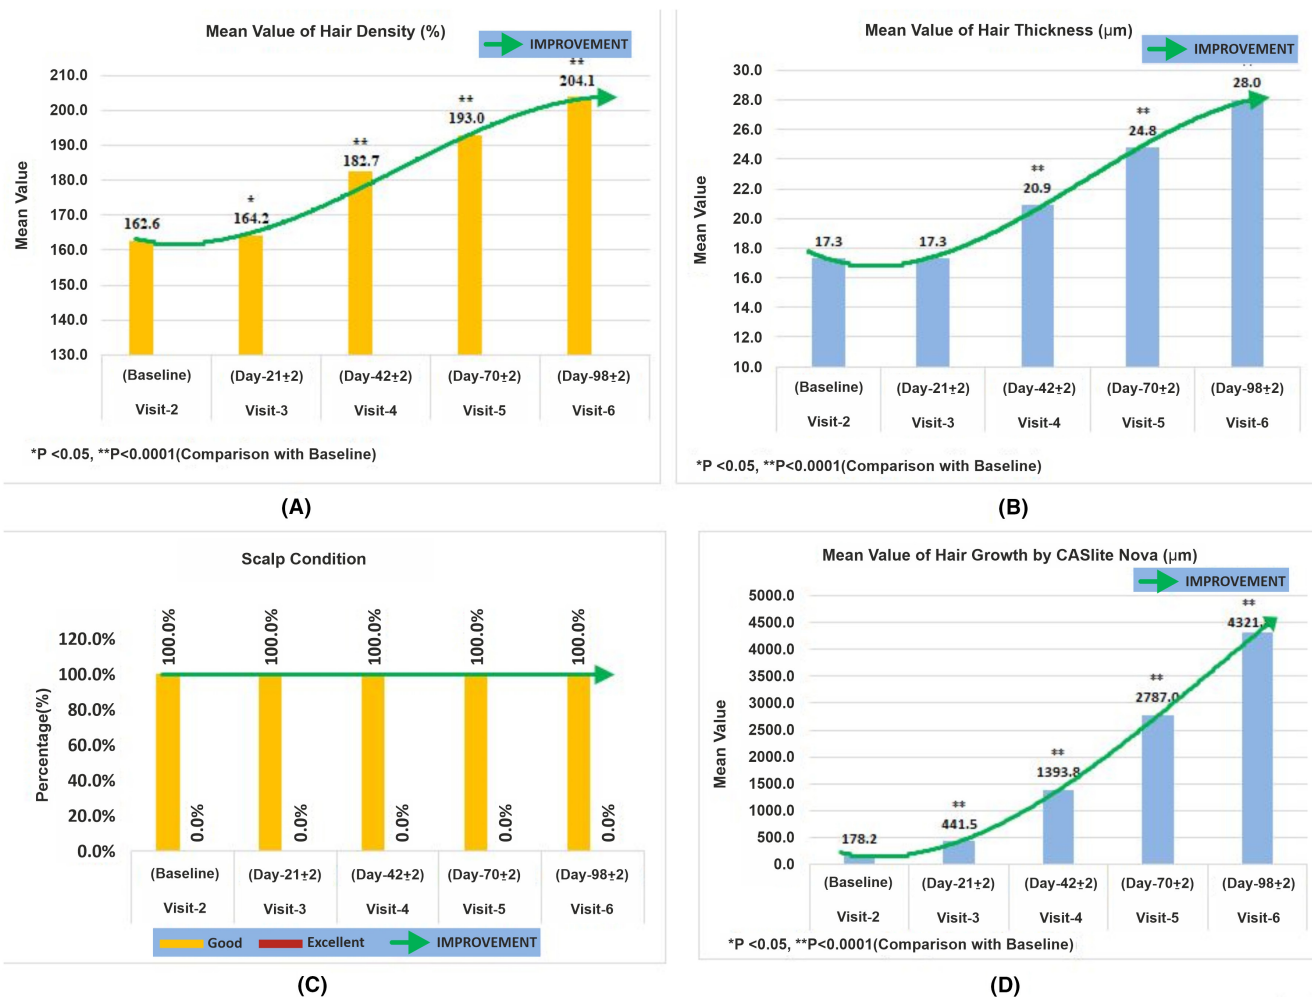 Mean Value of Hair Density (%)
IMPROVEMENT
210.0
200.0
190.0
180.0
170.0
160.0
150.0
140.0
130.0
Mean Value
162.6
*
164.2
**
182.7
**
193.0
**
204.1
(Baseline) (Day-21±2) (Day-42±2) (Day-70±2) (Day-98±2)
Visit-2 Visit-3 Visit-4 Visit-5 Visit-6
*P <0.05, **P<0.0001(Comparison with Baseline)
(A)
Mean Value of Hair Thickness (µm)
IMPROVEMENT
30.0
28.0
26.0
24.0
22.0
20.0
18.0
16.0
14.0
12.0
10.0
Mean Value
17.3
17.3
**
20.9
**
24.8
28.0
(Baseline) (Day-21±2) (Day-42±2) (Day-70±2) (Day-98±2)
Visit-2 Visit-3 Visit-4 Visit-5 Visit-6
*P <0.05, **P<0.0001(Comparison with Baseline)
(B)
Scalp Condition
120.0%
100.0%
80.0%
60.0%
40.0%
20.0%
0.0%
Percentage(%)
100.0% 100.0% 100.0% 100.0% 100.0%
0.0% 0.0% 0.0% 0.0% 0.0%
(Baseline) (Day-21±2) (Day-42±2) (Day-70±2) (Day-98±2)
Visit-2 Visit-3 Visit-4 Visit-5 Visit-6
Good Excellent IMPROVEMENT
(C)
Mean Value of Hair Growth by CASlite Nova (µm)
IMPROVEMENT
5000.0
4500.0
4000.0
3500.0
3000.0
2500.0
2000.0
1500.0
1000.0
500.0
0.0
Mean Value
178.2
**
441.5
**
1393.8
**
2787.0
**
(Baseline) (Day-21±2) (Day-42±2) (Day-70±2) (Day-98±2)
Visit-2 Visit-3 Visit-4 Visit-5 Visit-6
*P <0.05, **P<0.0001(Comparison with Baseline)
(D)